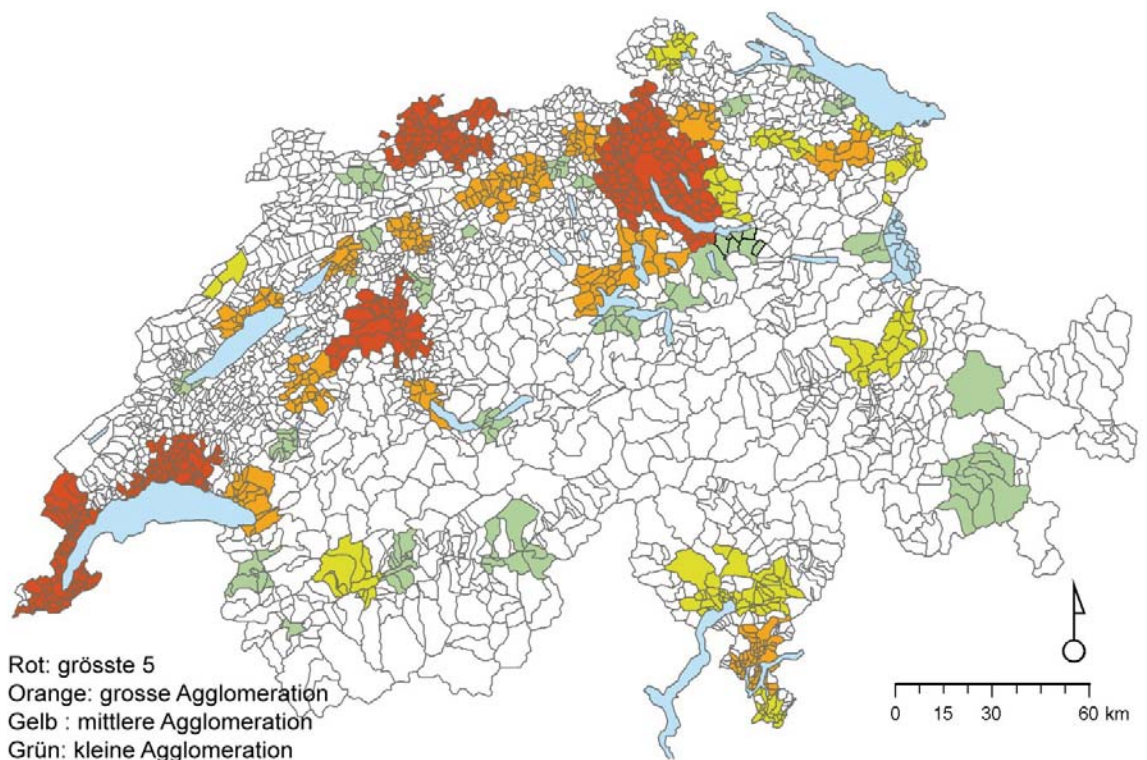 Rot: grösste 5
Orange: grosse Agglomeration
Gelb : mittlere Agglomeration
Grün: kleine Agglomeration
0 15 30 60 km